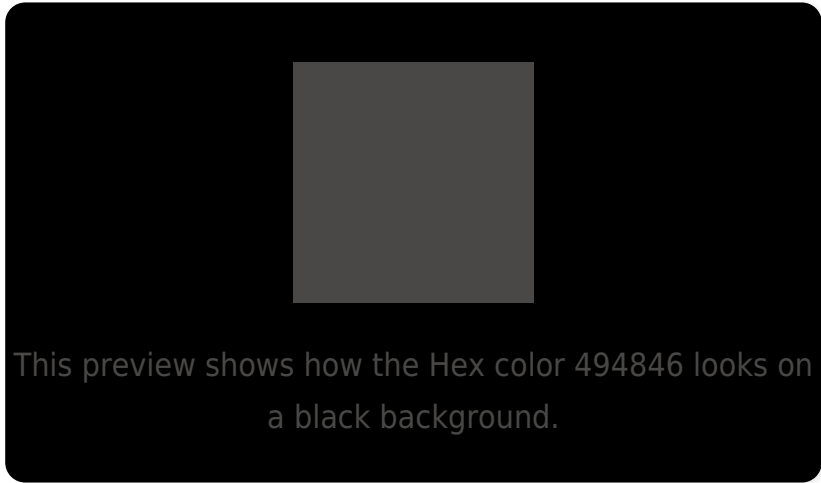 This preview shows how the Hex color 494846 looks on
a black background.